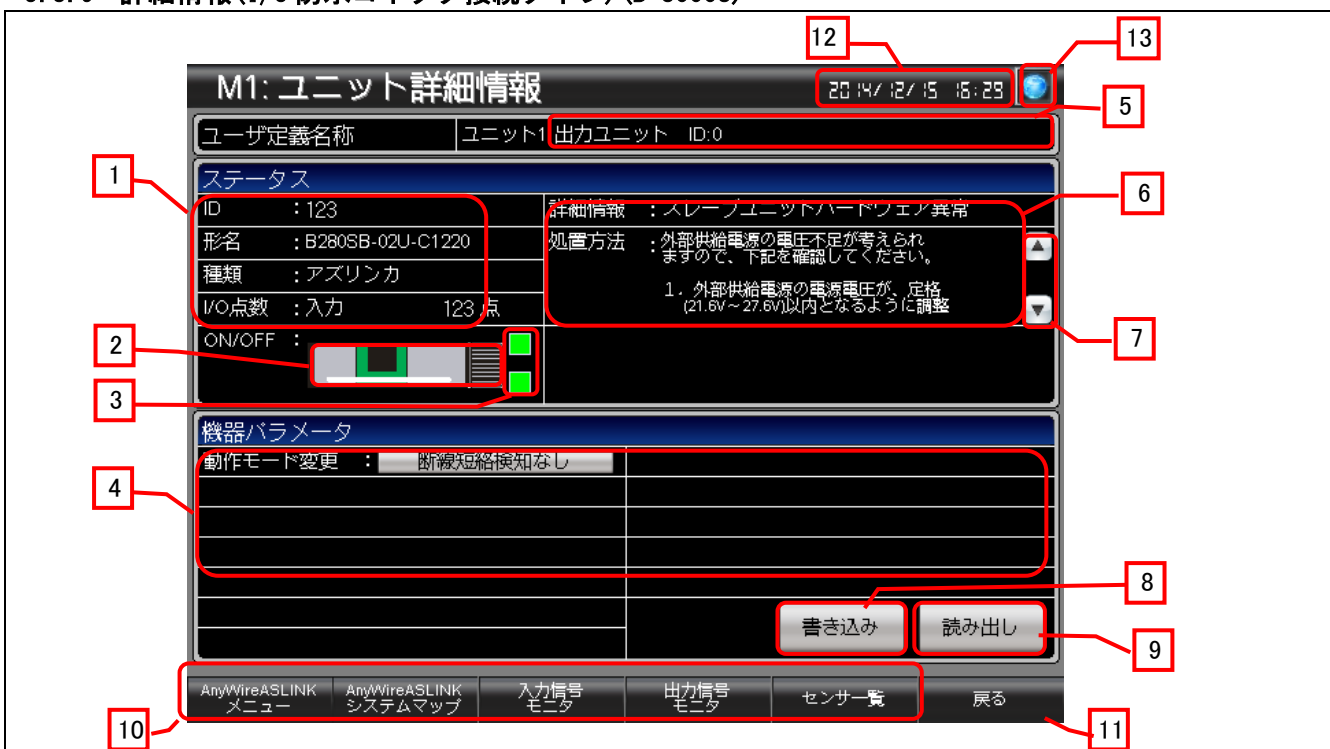 12
13
M1: ユニット詳細情報
2014/12/15 16:29
5
ユーザ定義名称
ユニット1 出力ユニット ID:0
1
ステータス
6
ID :123
詳細情報 :スレーブユニットハードウェア異常
形名 :B280SB-02U-C1220
処置方法 :外部供給電源の電圧不足が考えられ
ますので、下記を確認してください。
種類 :アズリンカ
I/O点数 :入力 123 点
1.外部供給電源の電源電圧が、定格
(21.6V~27.6V)以内となるように調整
▲
▼
7
ON/OFF :
2
3
機器パラメータ
動作モード変更 : 断線短絡検知なし
4
8
書き込み
読み出し
9
AnyWireASLINK
メニュー
AnyWireASLINK
システムマップ
入力信号
モニタ
出力信号
モニタ
センサ一覧
戻る
10
11